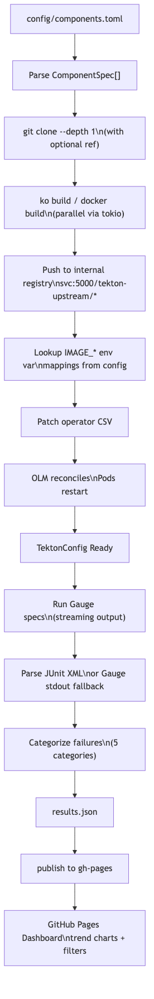 config/components.toml
Parse ComponentSpec[]
git clone --depth 1\n(with
optional ref)
ko build / docker
build\n(parallel via tokio)
Push to internal
registry\nsvc:5000/tekton-
upstream/*
Lookup IMAGE_* env
var\nmappings from config
Patch operator CSV
OLM reconciles\nPods
restart
TektonConfig Ready
Run Gauge
specs\n(streaming output)
Parse JUnit XML\nor Gauge
stdout fallback
Categorize failures\n(5
categories)
results.json
publish to gh-pages
GitHub Pages
Dashboard\ntrend charts +
filters